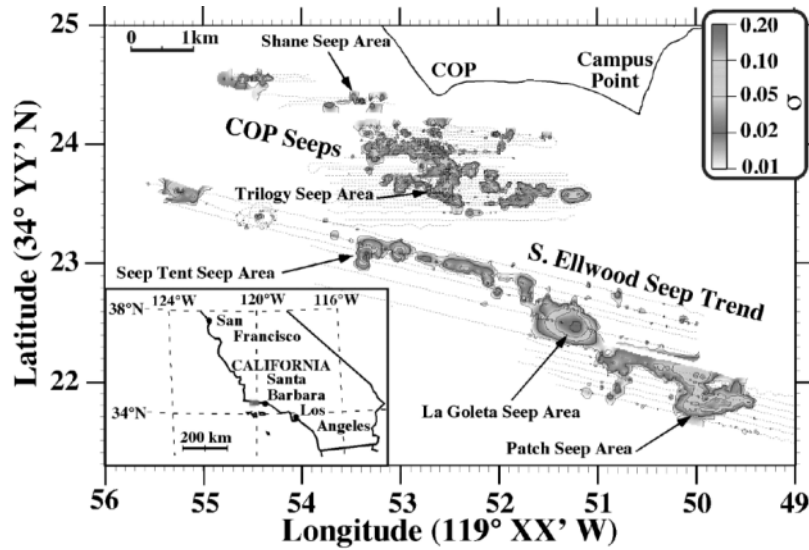 25
24
23
22
Latitude (34° YY' N)
0 1km
Shane Seep Area
COP
Campus
Point
COP Seeps
Trilogy Seep Area
Seep Tent Seep Area
S. Ellwood Seep Trend
La Goleta Seep Area
Patch Seep Area
0.20
0.10
0.05
0.02
0.01
σ
124°W 120°W 116°W
38°N
San
Francisco
CALIFORNIA
Santa
Barbara
Los
Angeles
34°N
200 km
56 55 54 53 52 51 50 49
Longitude (119° XX' W)